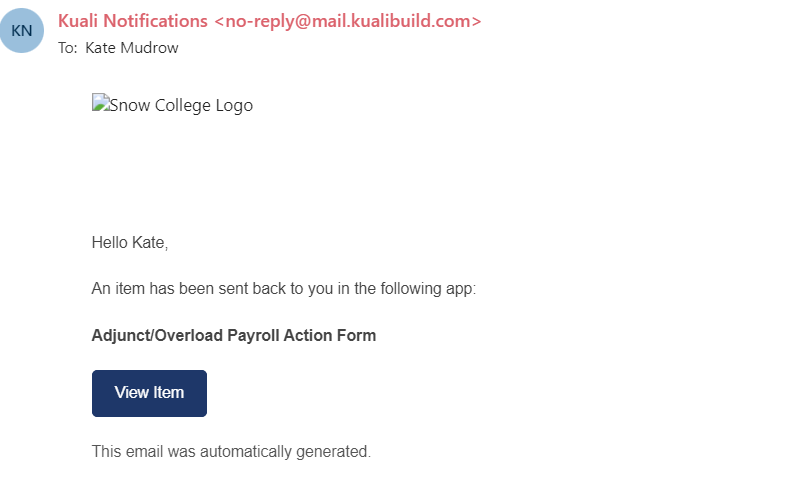 KN
Kuali Notifications <no-reply@mail.kualibuild.com>
To: Kate Mudrow
Snow College Logo
Hello Kate,
An item has been sent back to you in the following app:
Adjunct/Overload Payroll Action Form
View Item
This email was automatically generated.